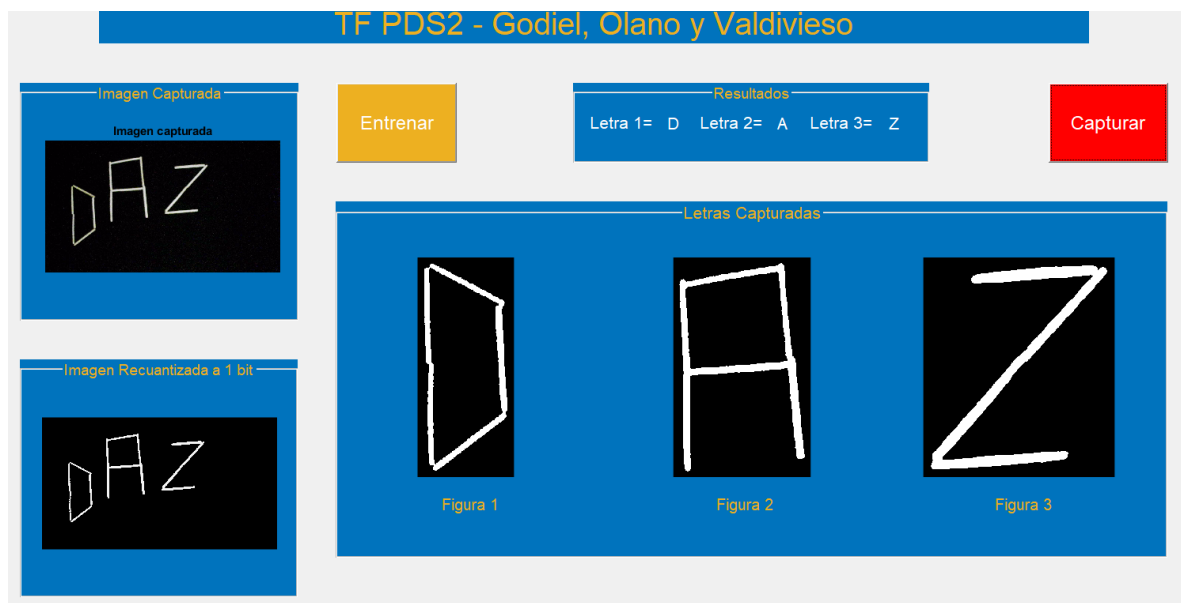 TF PDS2 - Godiel, Olano y Valdivieso
Imagen Capturada
Imagen capturada
DAZ
Entrenar
Resultados
Letra 1= D Letra 2= A Letra 3= Z
Capturar
Letras Capturadas
D A Z
Figura 1 Figura 2 Figura 3
Imagen Recuantizada a 1 bit
DAZ